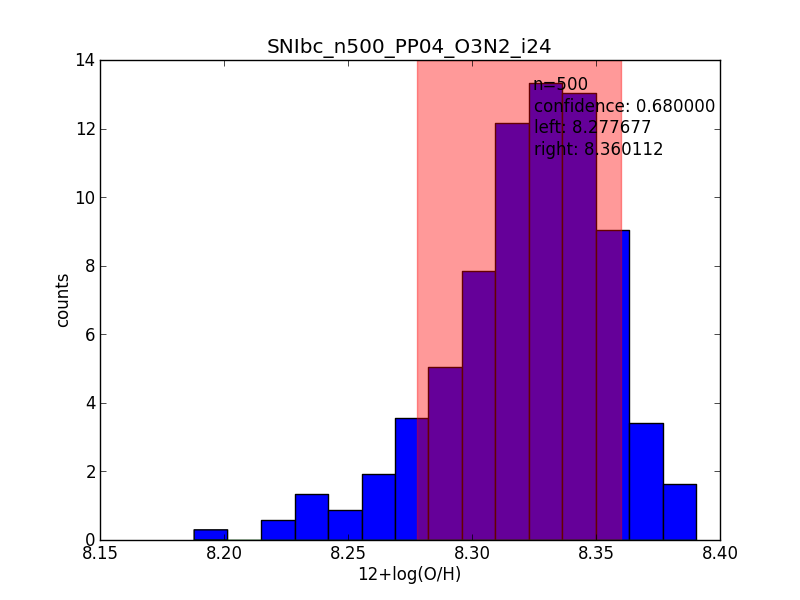 SNIbc_n500_PP04_O3N2_i24
14
12
10
8
6
4
2
0
counts
n=500
confidence: 0.680000
left: 8.277677
right: 8.360112
8.15 8.20 8.25 8.30 8.35 8.40
12+log(O/H)